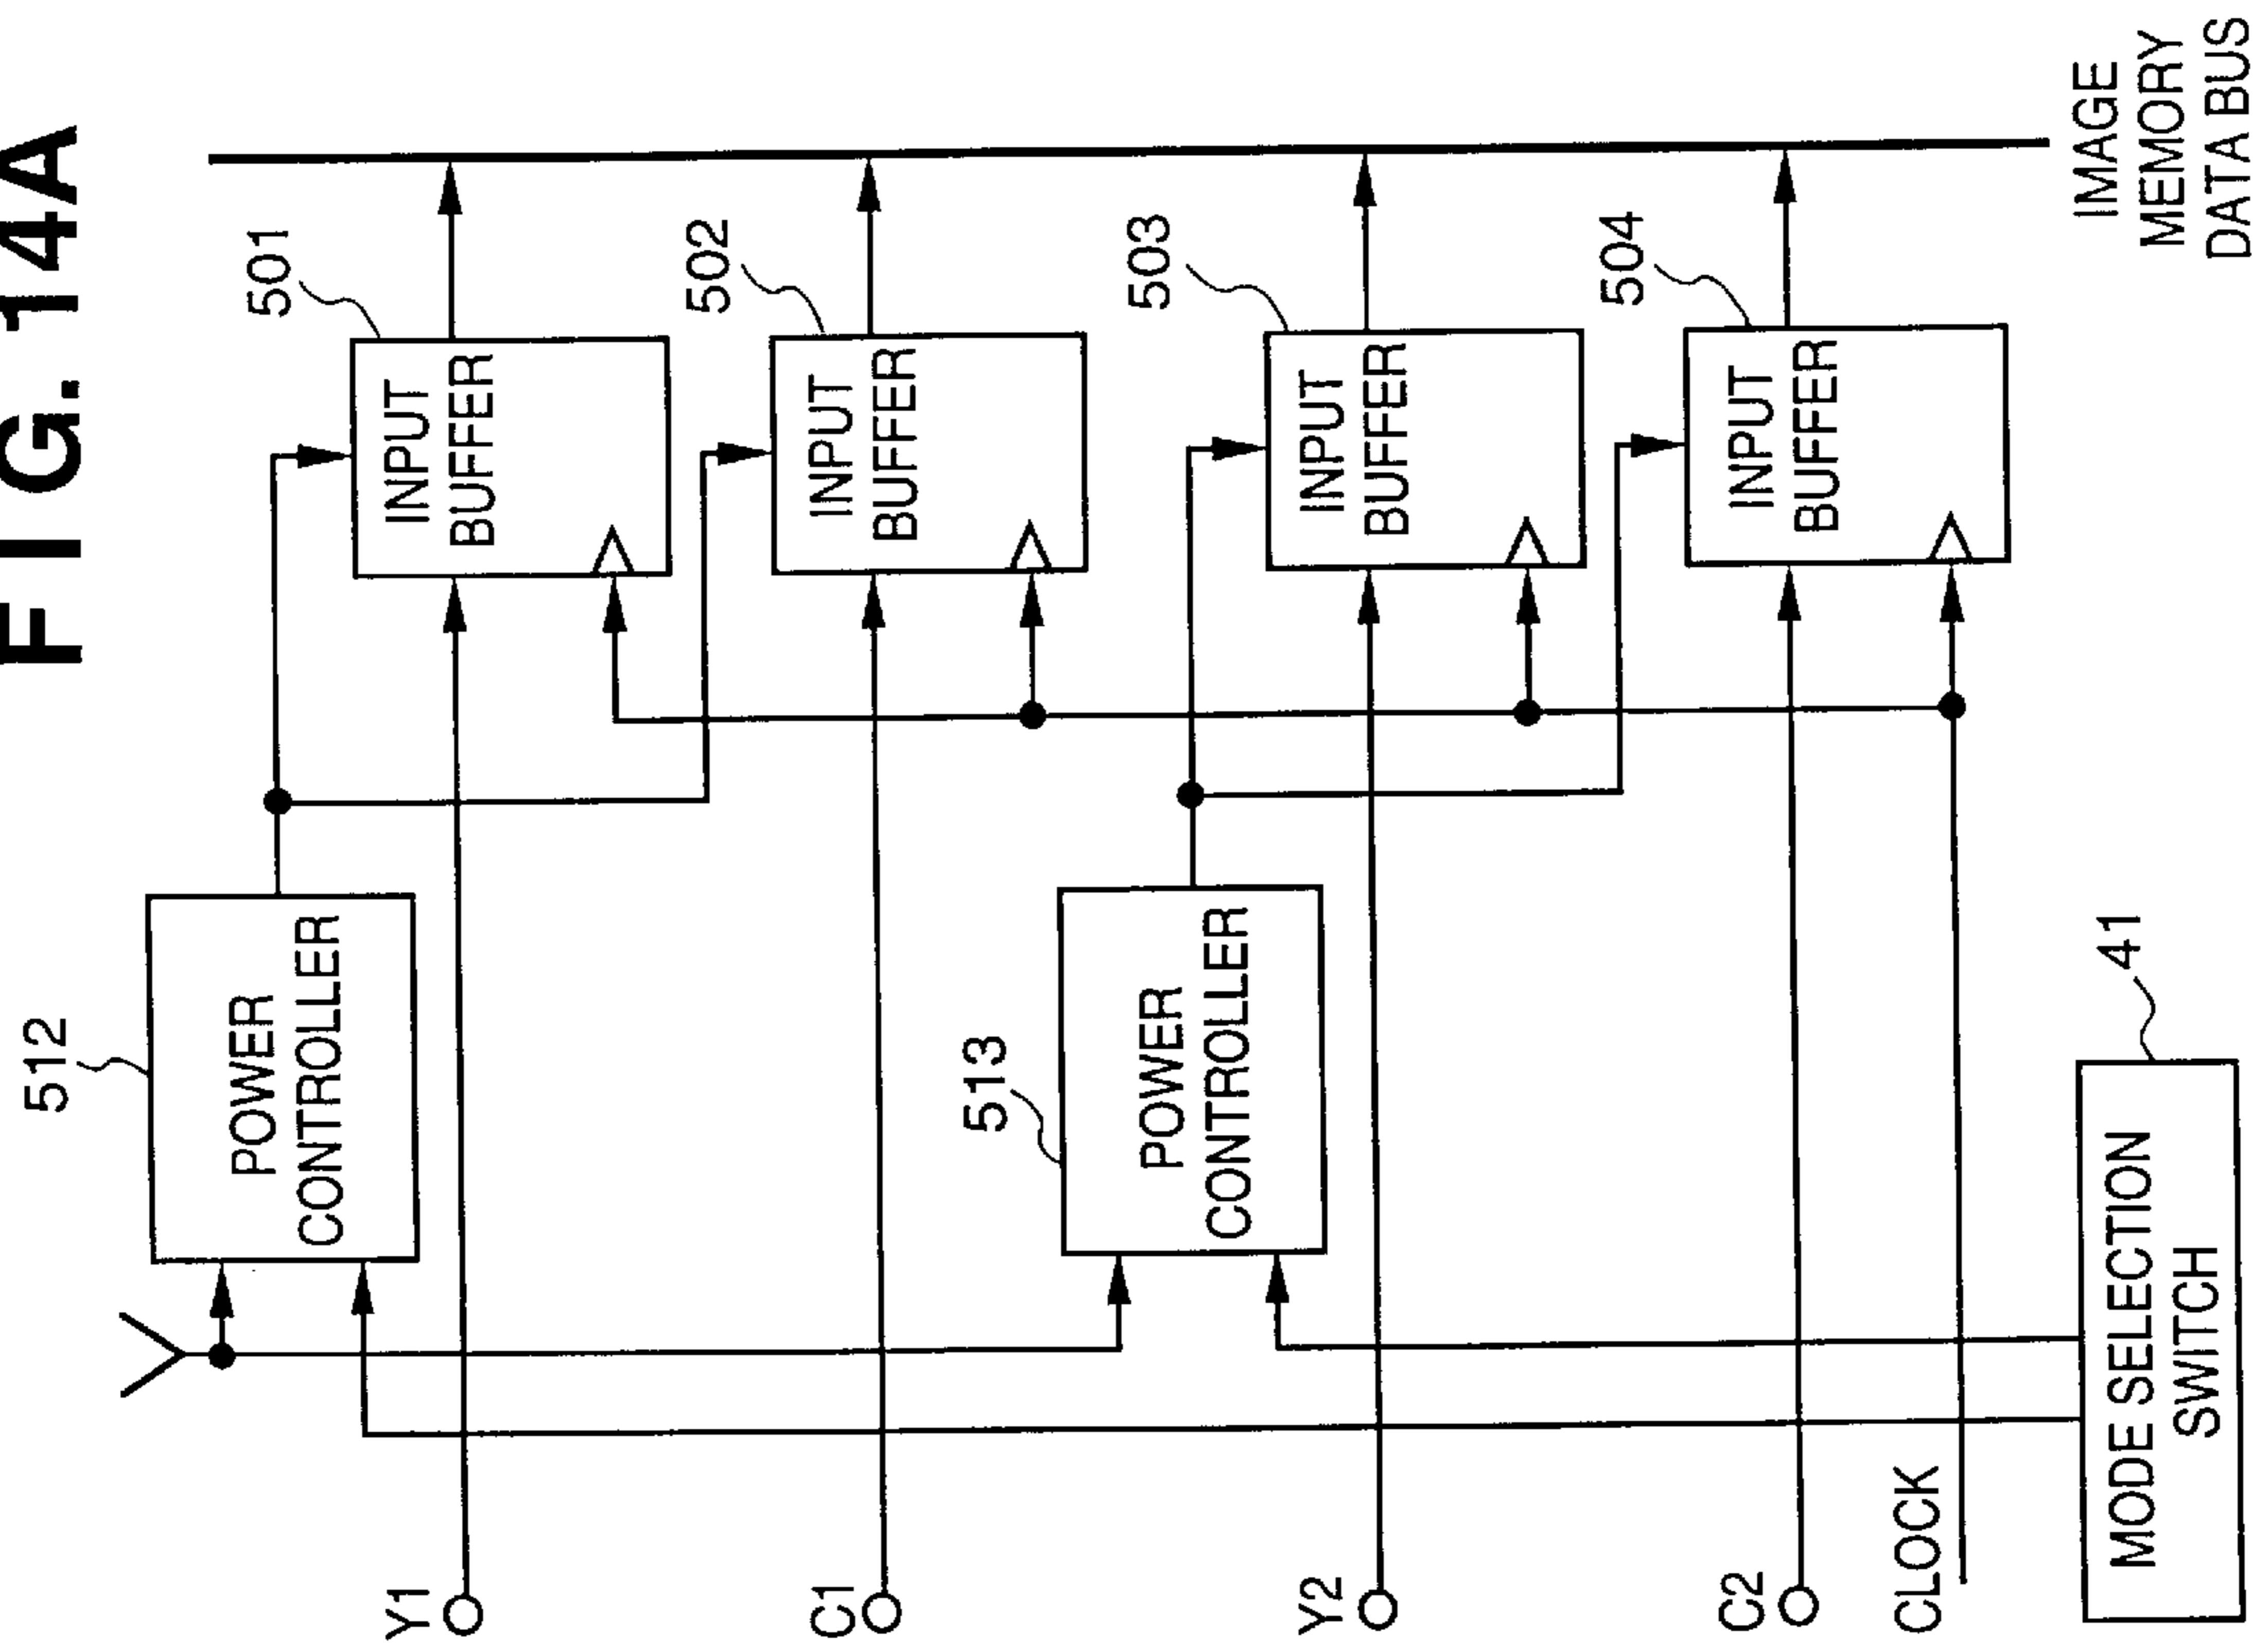 FIG. 14A
512
POWER
CONTROLLER
501
INPUT
BUFFER
Y1
502
INPUT
BUFFER
C1
513
POWER
CONTROLLER
503
INPUT
BUFFER
Y2
504
INPUT
BUFFER
C2
CLOCK
41
MODE SELECTION
SWITCH
IMAGE
MEMORY
DATA BUS